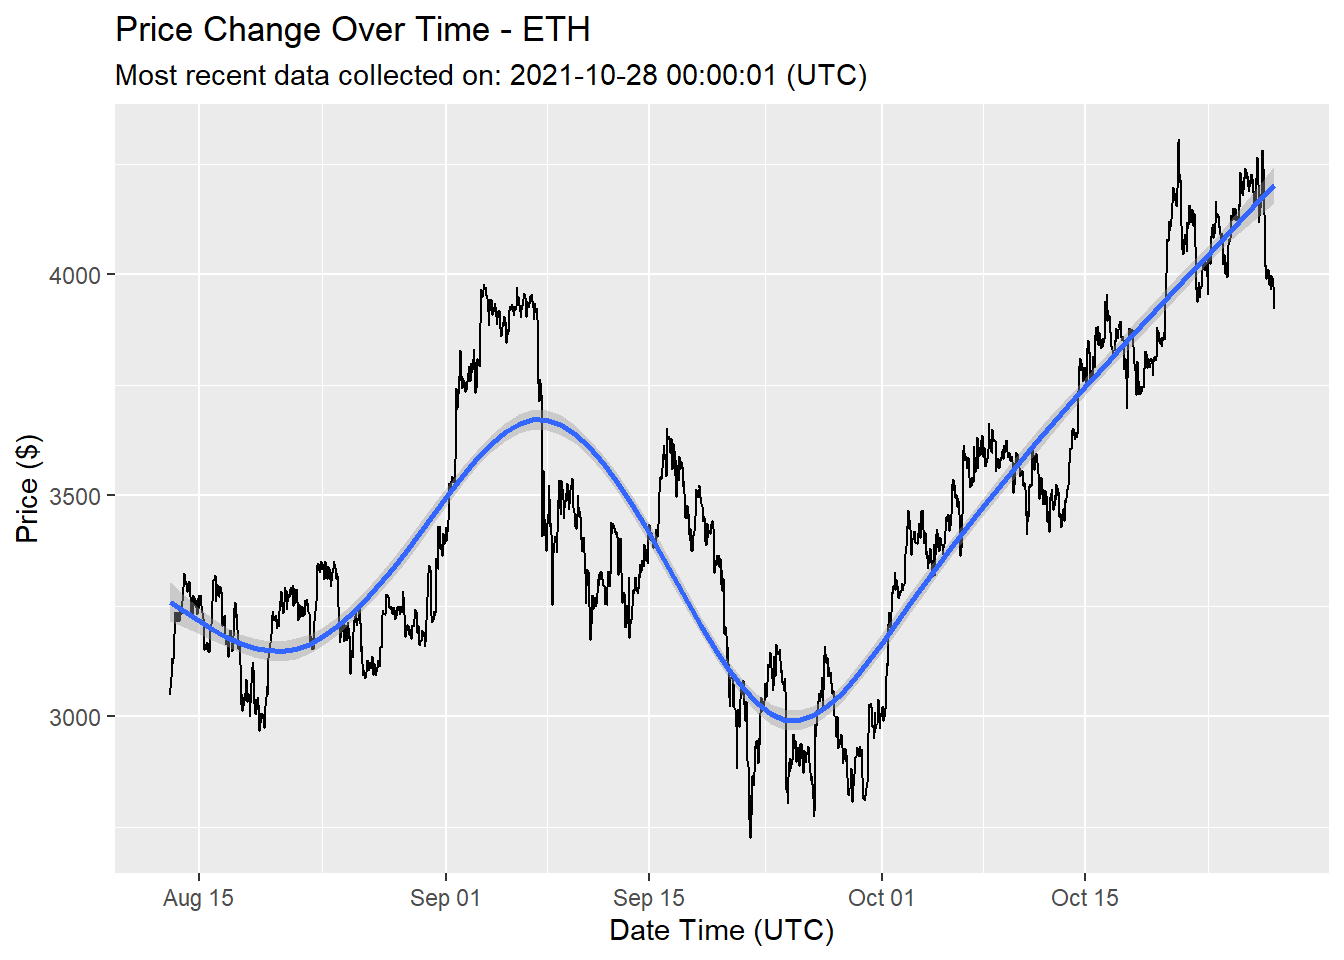 Price Change Over Time - ETH
Most recent data collected on: 2021-10-28 00:00:01 (UTC)
Price ($)
4000
3500
3000
Aug 15
Sep 01
Sep 15
Oct 01
Oct 15
Date Time (UTC)